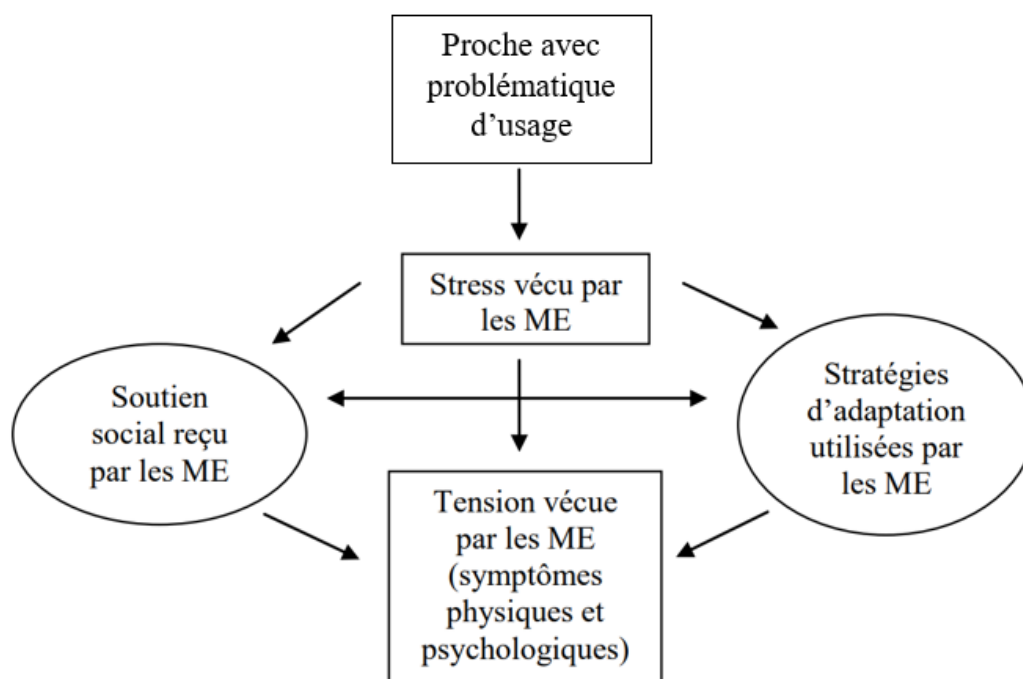 Proche avec
problématique
d’usage
Stress vécu par
les ME
Soutien
social reçu
par les ME
Stratégies
d’adaptation
utilisées par
les ME
Tension vécue
par les ME
(symptômes
physiques et
psychologiques)